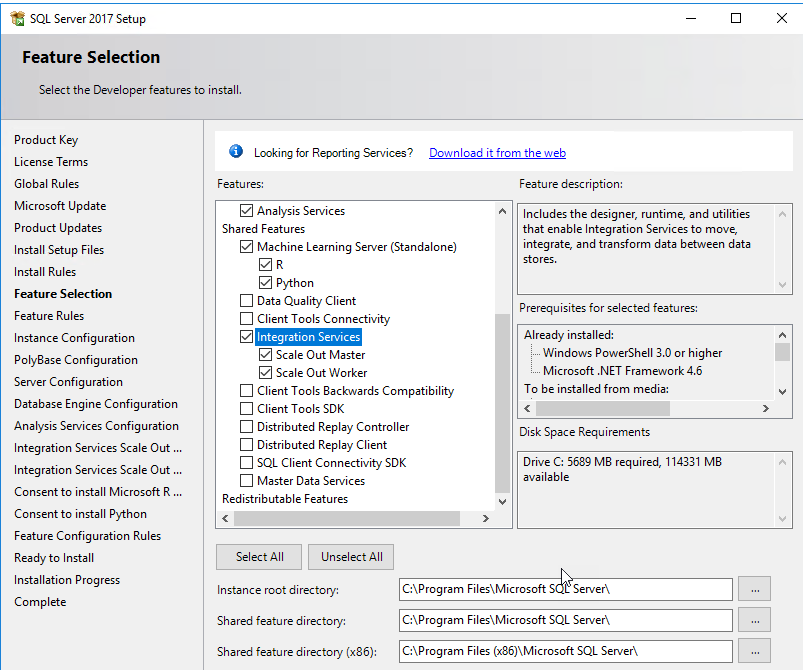 SQL Server 2017 Setup
Feature Selection
Select the Developer features to install.
Product Key
License Terms
Global Rules
Microsoft Update
Product Updates
Install Setup Files
Install Rules
Feature Selection
Feature Rules
Instance Configuration
PolyBase Configuration
Server Configuration
Database Engine Configuration
Analysis Services Configuration
Integration Services Scale Out ...
Integration Services Scale Out ...
Consent to install Microsoft R ...
Consent to install Python
Feature Configuration Rules
Ready to Install
Installation Progress
Complete
Looking for Reporting Services? Download it from the web
Features:
Analysis Services
Shared Features
Machine Learning Server (Standalone)
R
Python
Data Quality Client
Client Tools Connectivity
Integration Services
Scale Out Master
Scale Out Worker
Client Tools Backwards Compatibility
Client Tools SDK
Distributed Replay Controller
Distributed Replay Client
SQL Client Connectivity SDK
Master Data Services
Redistributable Features
Feature description:
Includes the designer, runtime, and utilities
that enable Integration Services to move,
integrate, and transform data between data
stores.
Prerequisites for selected features:
Already installed:
Windows PowerShell 3.0 or higher
Microsoft .NET Framework 4.6
To be installed from media:
Disk Space Requirements
Drive C: 5689 MB required, 114331 MB
available
Select All
Unselect All
Instance root directory:
C:\Program Files\Microsoft SQL Server\
...
Shared feature directory:
C:\Program Files\Microsoft SQL Server\
...
Shared feature directory (x86):
C:\Program Files (x86)\Microsoft SQL Server\
...